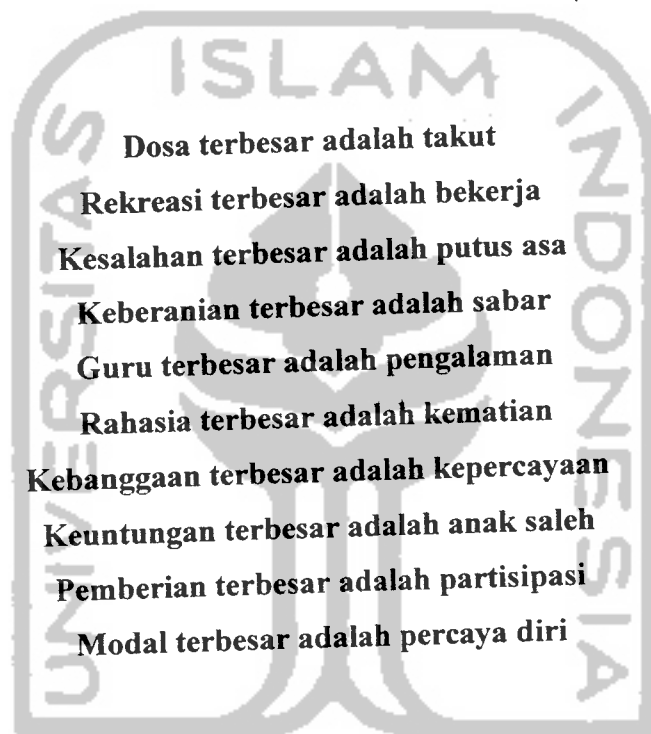 ISLAM
UNIVERSITAS
INDONESIA
Dosa terbesar adalah takut
Rekreasi terbesar adalah bekerja
Kesalahan terbesar adalah putus asa
Keberanian terbesar adalah sabar
Guru terbesar adalah pengalaman
Rahasia terbesar adalah kematian
Kebanggaan terbesar adalah kepercayaan
Keuntungan terbesar adalah anak saleh
Pemberian terbesar adalah partisipasi
Modal terbesar adalah percaya diri